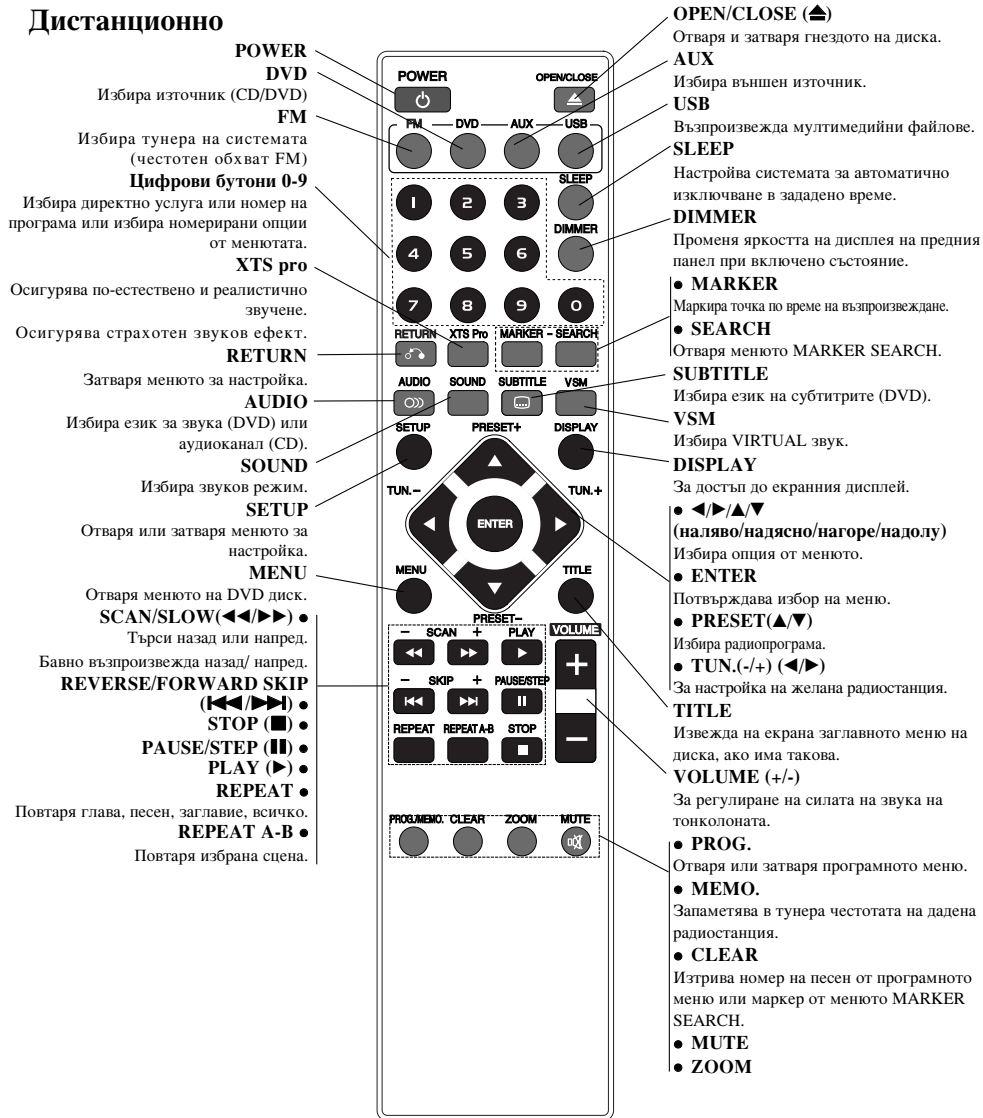 Дистанционно
POWER
DVD
Избира източник (CD/DVD)
FM
Избира тунера на системата
(честотен обхват FM)
Цифрови бутони 0-9
Избира директно услуга или номер на
програма или избира номерирани опции
от менютата.
XTS pro
Осигурява по-естествено и реалистично
звучене.
Осигурява страхотен звуков ефект.
RETURN
Затваря менюто за настройка.
AUDIO
Избира език за звука (DVD) или
аудиоканал (CD).
SOUND
Избира звуков режим.
SETUP
Отваря или затваря менюто за
настройка.
MENU
Отваря менюто на DVD диск.
SCAN/SLOW(◄◄/►►) ●
Търси назад или напред.
Бавно възпроизвежда назад/ напред.
REVERSE/FORWARD SKIP
(|◄◄/►►|) ●
STOP (■) ●
PAUSE/STEP (❚❚) ●
PLAY (►) ●
REPEAT ●
Повтаря глава, песен, заглавие, всичко.
REPEAT A-B ●
Повтаря избрана сцена.
POWER OPEN/CLOSE
FM DVD AUX USB
SLEEP
1 2 3
DIMMER
4 5 6
7 8 9 0
RETURN XTS Pro MARKER - SEARCH
AUDIO SOUND SUBTITLE VSM
SETUP PRESET+ DISPLAY
TUN.- TUN.+
ENTER
MENU TITLE
PRESET-
- SCAN + PLAY VOLUME
+
- SKIP + PAUSE/STEP
REPEAT REPEAT A-B STOP -
PROG./MEMO. CLEAR ZOOM MUTE
OPEN/CLOSE (⏏)
Отваря и затваря гнездото на диска.
AUX
Избира външен източник.
USB
Възпроизвежда мултимедийни файлове.
SLEEP
Настройва системата за автоматично
изключване в зададено време.
DIMMER
Променя яркостта на дисплея на предния
панел при включено състояние.
● MARKER
Маркира точка по време на възпроизвеждане.
● SEARCH
Отваря менюто MARKER SEARCH.
SUBTITLE
Избира език на субтитрите (DVD).
VSM
Избира VIRTUAL звук.
DISPLAY
За достъп до екранния дисплей.
● ◄/►/▲/▼
(наляво/надясно/нагоре/надолу)
Избира опция от менюто.
● ENTER
Потвърждава избор на меню.
● PRESET(▲/▼)
Избира радиопрограма.
● TUN.(-/+) (◄/►)
За настройка на желана радиостанция.
TITLE
Извежда на екрана заглавното меню на
диска, ако има такова.
VOLUME (+/-)
За регулиране на силата на звука на
тонколоната.
● PROG.
Отваря или затваря програмното меню.
● MEMO.
Запаметява в тунера честотата на дадена
радиостанция.
● CLEAR
Изтрива номер на песен от програмното
меню или маркер от менюто MARKER
SEARCH.
● MUTE
● ZOOM